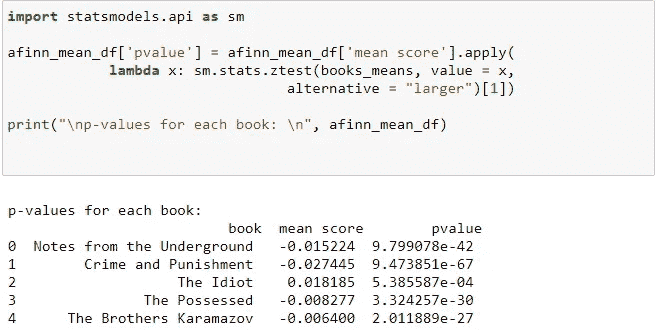 import statsmodels.api as sm
afinn_mean_df['pvalue'] = afinn_mean_df['mean score'].apply(
lambda x: sm.stats.ztest(books_means, value = x,
alternative = "larger")[1])
print("\np-values for each book: \n", afinn_mean_df)
p-values for each book:
book mean score pvalue
0 Notes from the Underground -0.015224 9.799078e-42
1 Crime and Punishment -0.027445 9.473851e-67
2 The Idiot 0.018185 5.385587e-04
3 The Possessed -0.008277 3.324257e-30
4 The Brothers Karamazov -0.006400 2.011889e-27